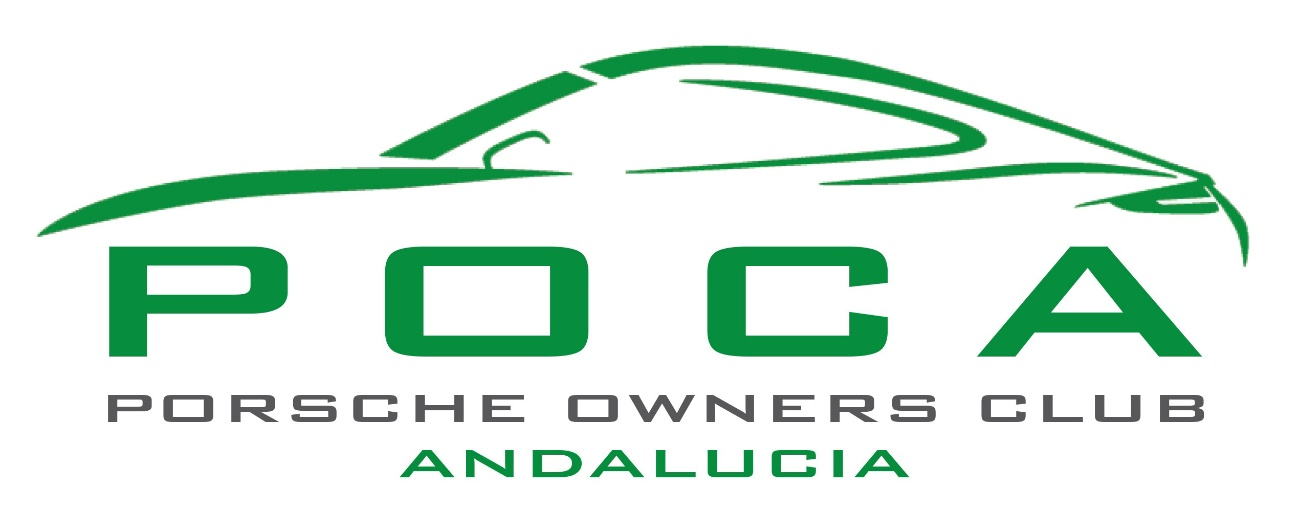 POCA
PORSCHE OWNERS CLUB
ANDALUCIA